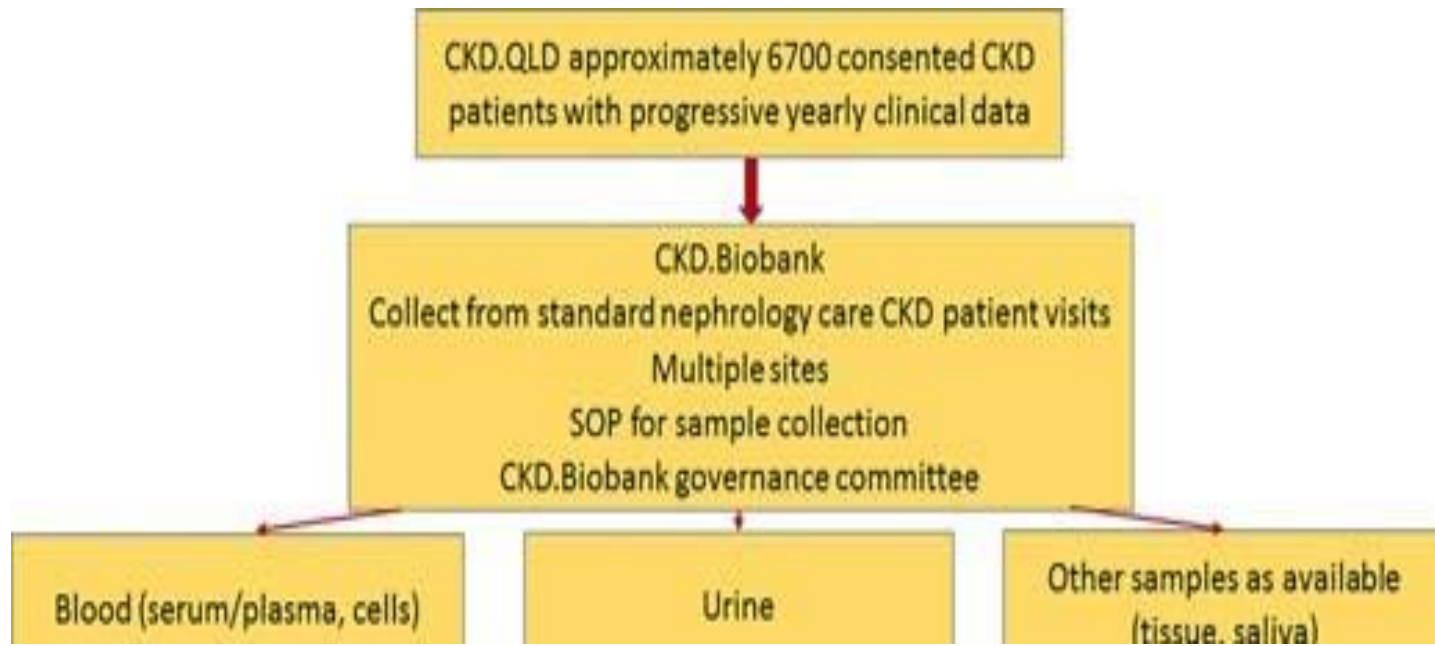 CKD.QLD approximately 6700 consented CKD
patients with progressive yearly clinical data
CKD.Biobank
Collect from standard nephrology care CKD patient visits
Multiple sites
SOP for sample collection
CKD.Biobank governance committee
Blood (serum/plasma, cells)
Urine
Other samples as available
(tissue, saliva)